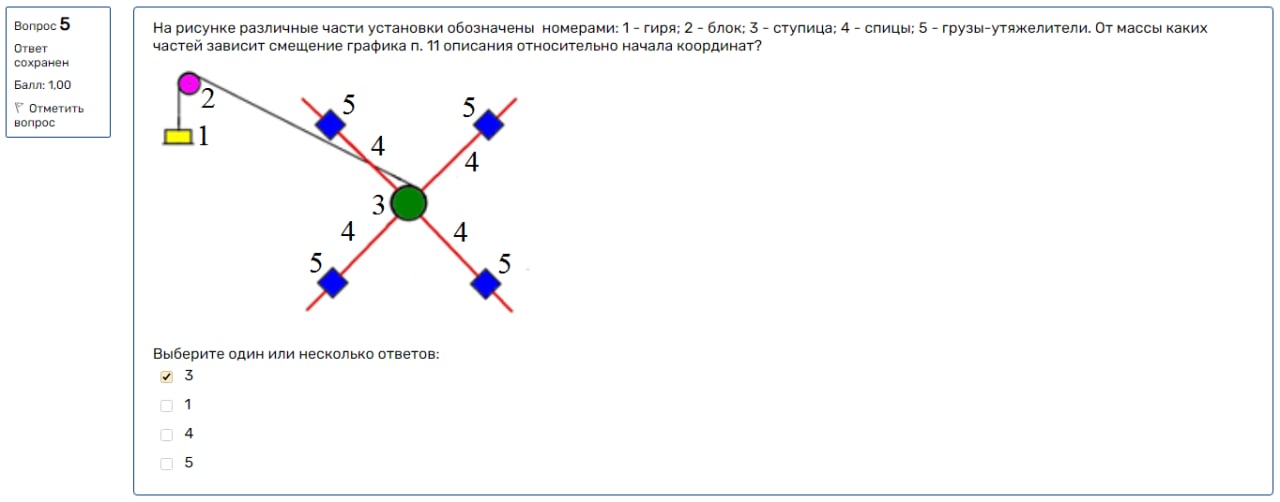 Вопрос 5
Ответ
сохранен
Балл: 1,00
Отметить
вопрос
На рисунке различные части установки обозначены номерами: 1 - гиря; 2 - блок; 3 - ступица; 4 - спицы; 5 - грузы-утяжелители. От массы каких
частей зависит смещение графика п. 11 описания относительно начала координат?
5
5
2
1
4
4
3
4
4
5
5
Выберите один или несколько ответов:
3
1
4
5